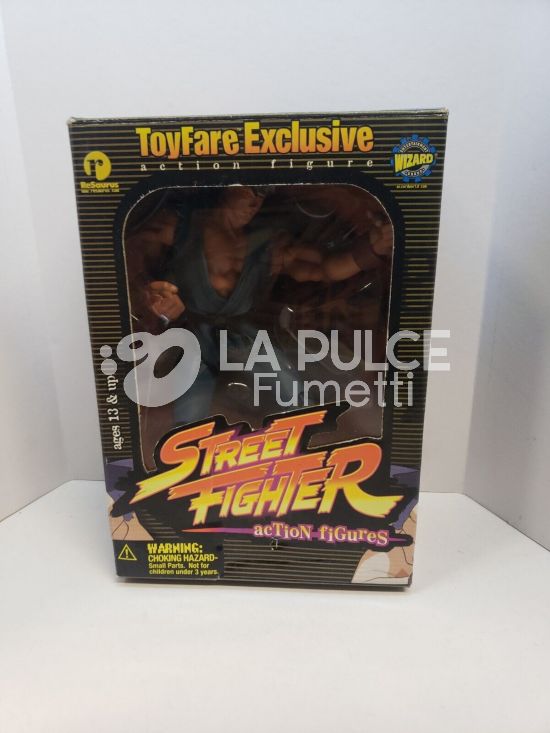 ToyFare Exclusive
action figure
r
ReSaurus
WIZARD
ENTERTAINMENT
LA PULCE
Fumetti
ages 13 & up
STREET
FIGHTER
acTioN fiGureS
WARNING:
CHOKING HAZARD-
Small Parts. Not for
children under 3 years.